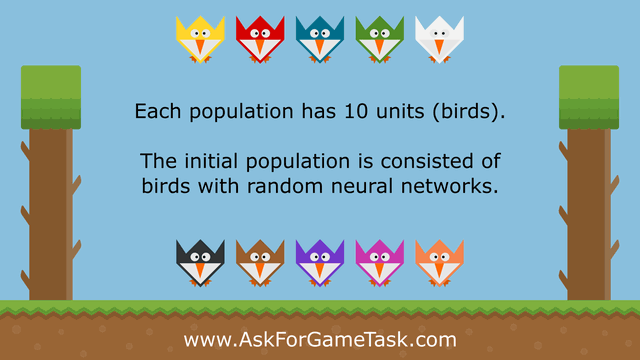 Each population has 10 units (birds).
The initial population is consisted of
birds with random neural networks.
www.AskForGameTask.com